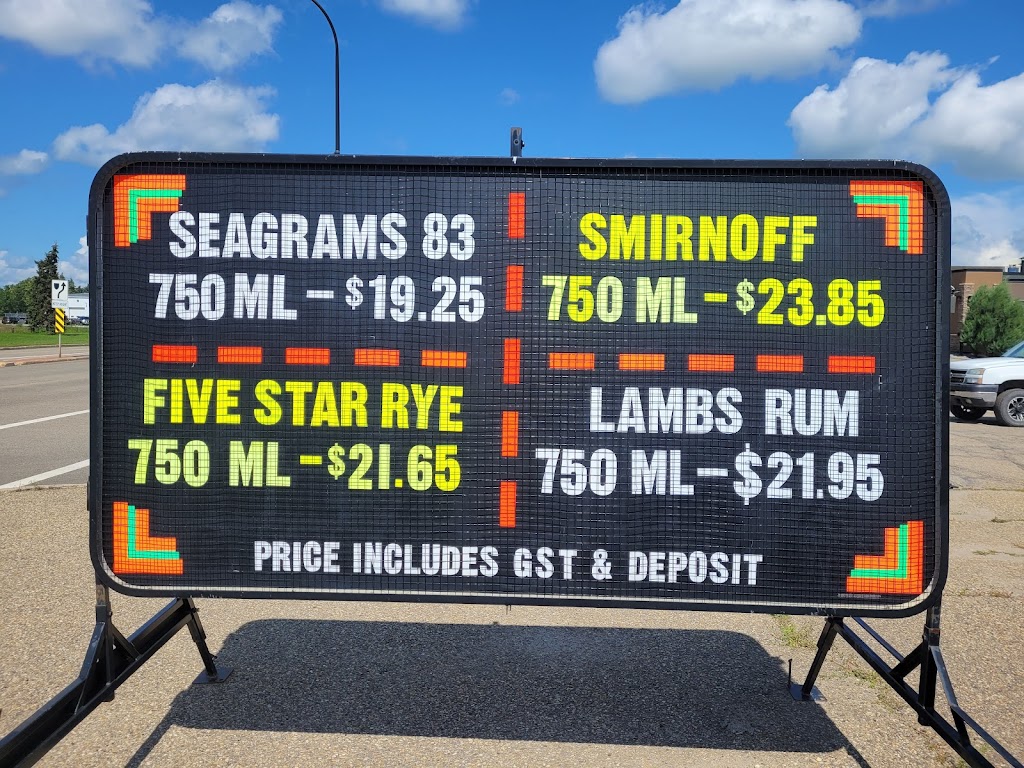 SEAGRAMS 83
750 ML - $19.25
SMIRNOFF
750 ML - $23.85
FIVE STAR RYE
750 ML - $21.65
LAMBS RUM
750 ML - $21.95
PRICE INCLUDES GST & DEPOSIT